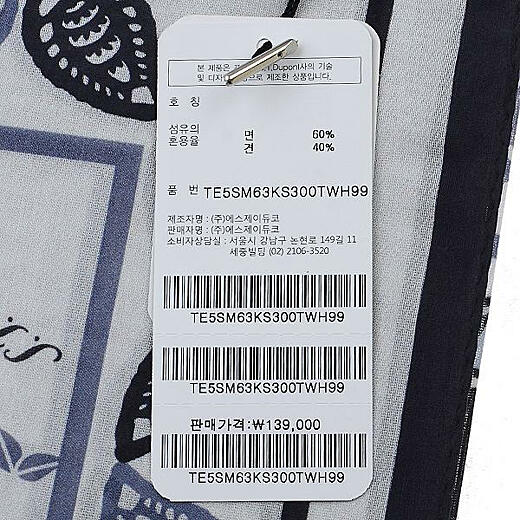 본 제품은 Dupont사의 기술
및 디자 으로 제조한 상품입니다.
호 칭
섬유의
혼용율
면 60%
견 40%
품 번 TE5SM63KS300TWH99
제조자명 : (주)에스제이듀코
판매자명 : (주)에스제이듀코
소비자상담실 : 서울시 강남구 논현로 149길 11
세중빌딩 (02) 2106-3520
TE5SM63KS300TWH99
TE5SM63KS300TWH99
판매가격:₩139,000
TE5SM63KS300TWH99